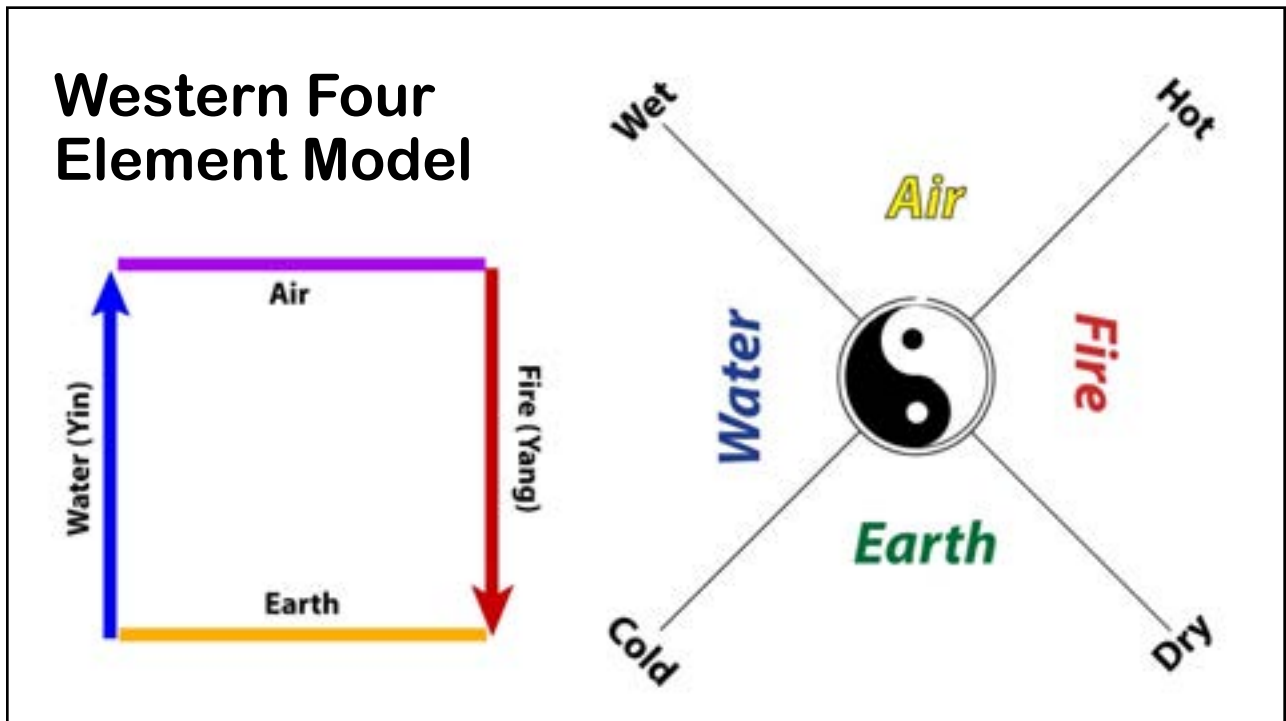 Western Four
Element Model
Air
Water (Yin)
Fire (Yang)
Earth
Wet
Hot
Air
Water
Fire
Earth
Cold
Dry